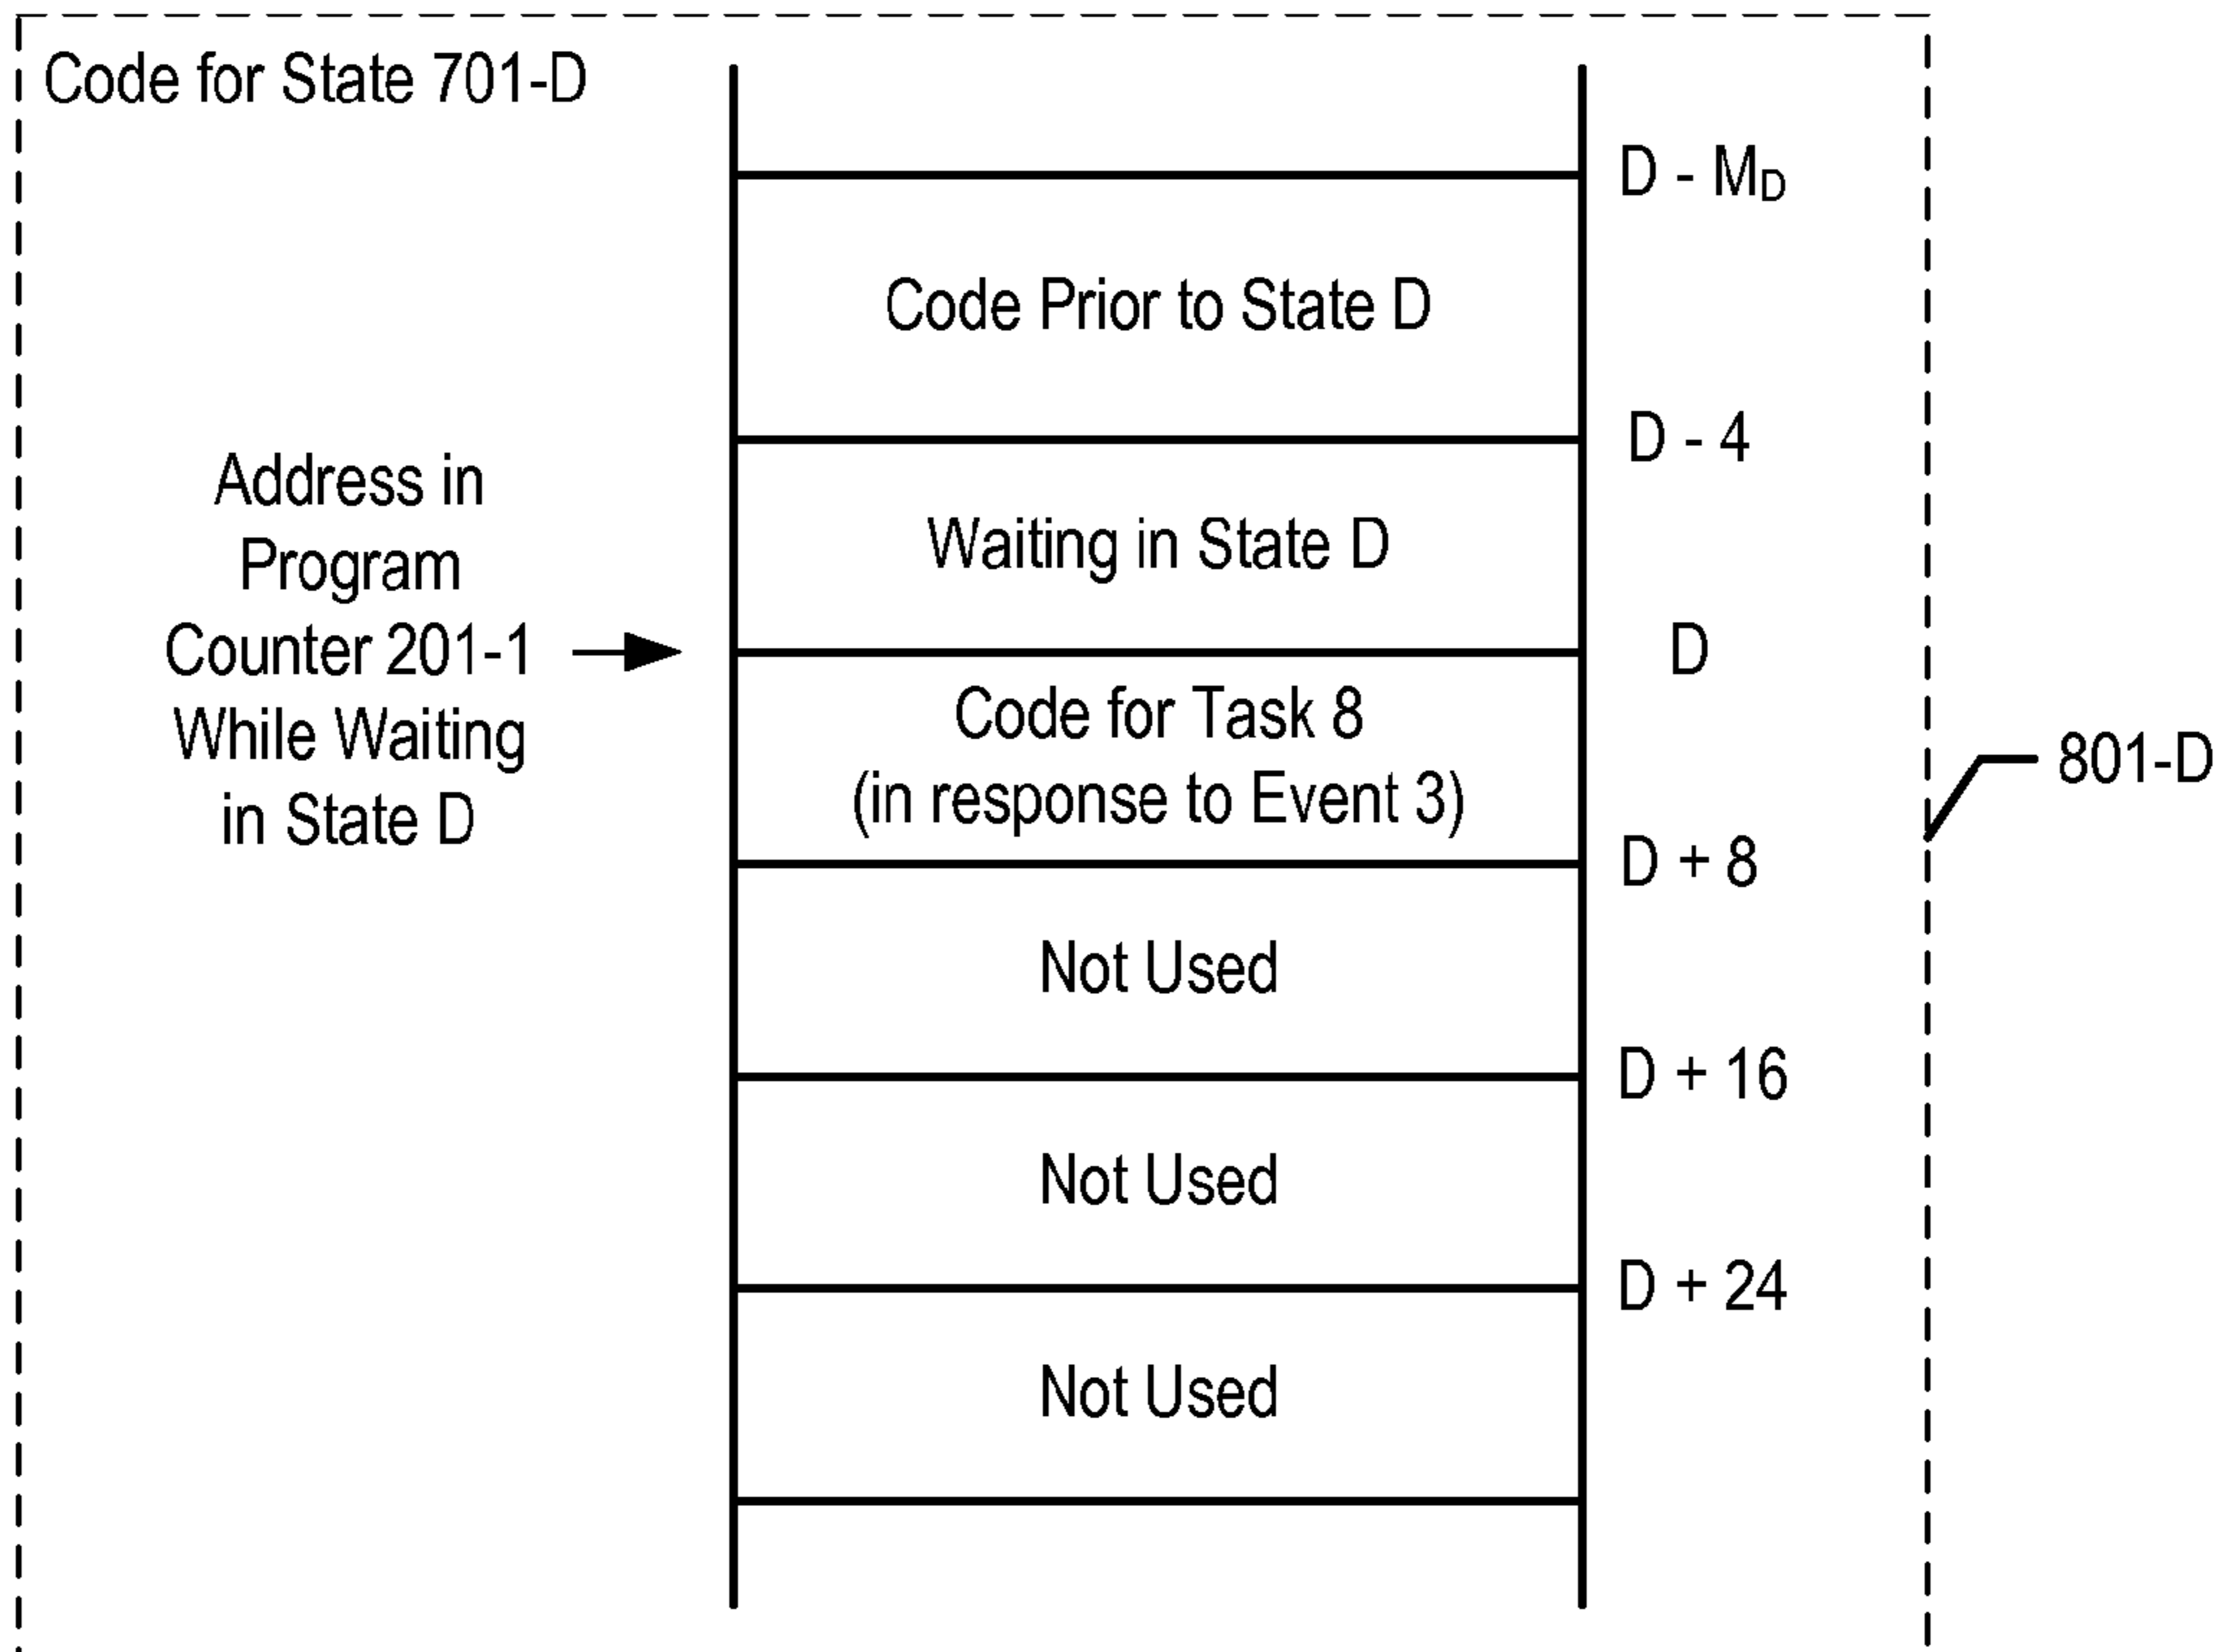 Code for State 701-D
D - MD
Code Prior to State D
D - 4
Address in
Program
Counter 201-1
While Waiting
in State D
Waiting in State D
D
Code for Task 8
(in response to Event 3)
801-D
D + 8
Not Used
D + 16
Not Used
D + 24
Not Used